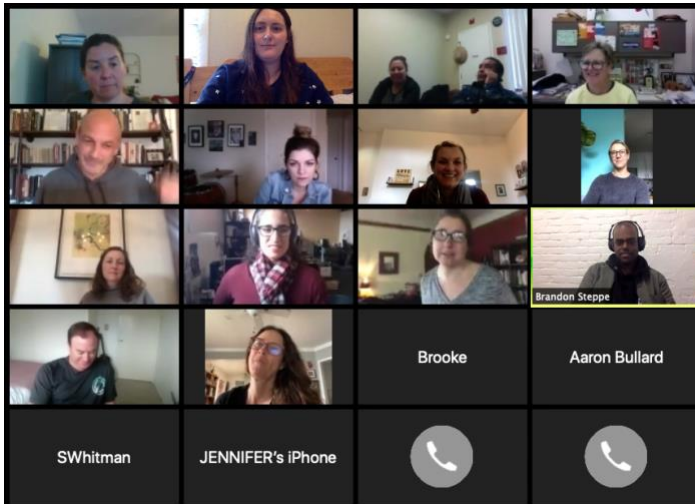 Brandon Steppe
Brooke
Aaron Bullard
SWhitman
JENNIFER's iPhone